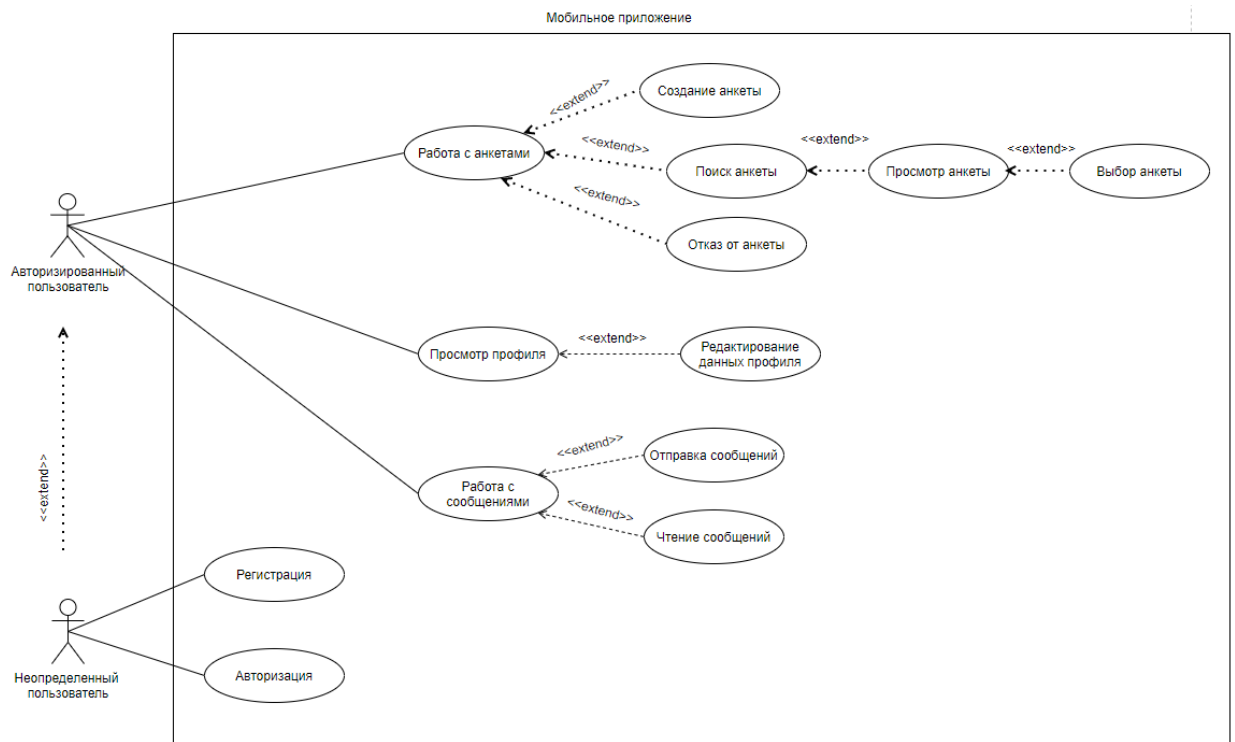 Мобильное приложение
<<extend>>
Создание анкеты
Работа с анкетами
<<extend>>
Поиск анкеты
<<extend>>
Просмотр анкеты
<<extend>>
Выбор анкеты
<<extend>>
Отказ от анкеты
Авторизированный
пользователь
Просмотр профиля
<<extend>>
Редактирование
данных профиля
<<extend>>
Отправка сообщений
Работа с
сообщениями
<<extend>>
Чтение сообщений
<<extend>>
Регистрация
Авторизация
Неопределенный
пользователь